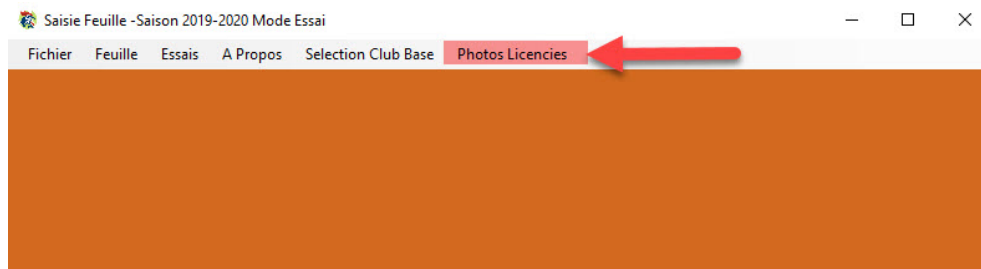 Saisie Feuille -Saison 2019-2020 Mode Essai
Fichier Feuille Essais A Propos Selection Club Base Photos Licencies